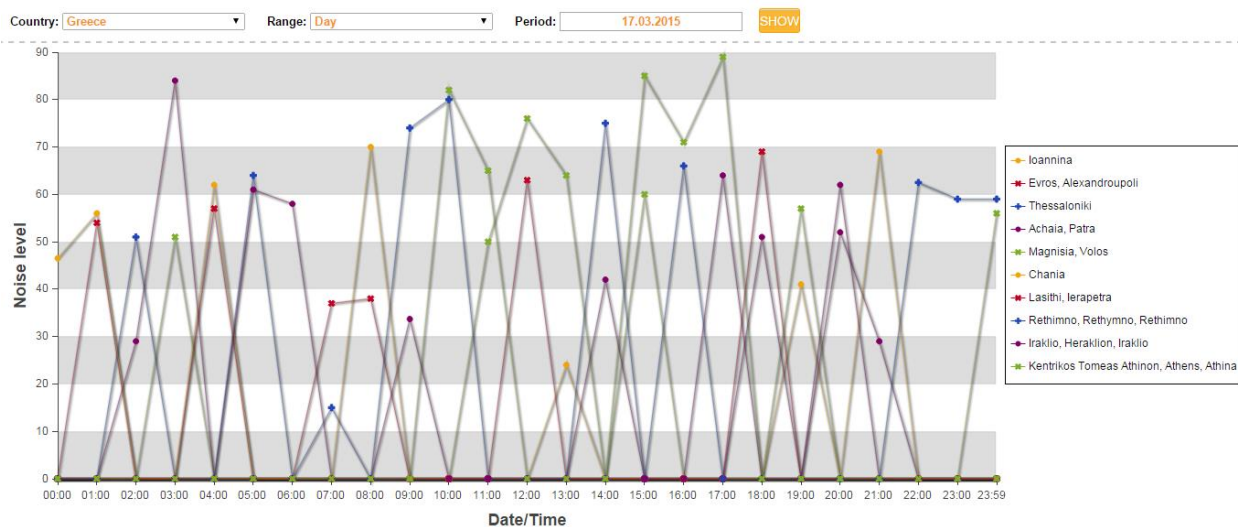 Country: Greece Range: Day Period: 17.03.2015 SHOW
90
80
70
60
50
40
30
20
10
0
Noise level
00:00 01:00 02:00 03:00 04:00 05:00 06:00 07:00 08:00 09:00 10:00 11:00 12:00 13:00 14:00 15:00 16:00 17:00 18:00 19:00 20:00 21:00 22:00 23:00 23:59
Date/Time
Ioannina
Evros, Alexandroupoli
Thessaloniki
Achaia, Patra
Magnisia, Volos
Chania
Lasithi, Ierapetra
Rethimno, Rethymno, Rethimno
Iraklio, Heraklion, Iraklio
Kentrikos Tomeas Athinon, Athens, Athina